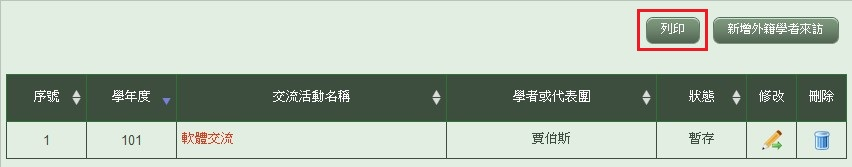 列印 新增外籍學者來訪
序號 學年度 交流活動名稱 學者或代表團 狀態 修改 刪除
1 101 軟體交流 賈伯斯 暫存